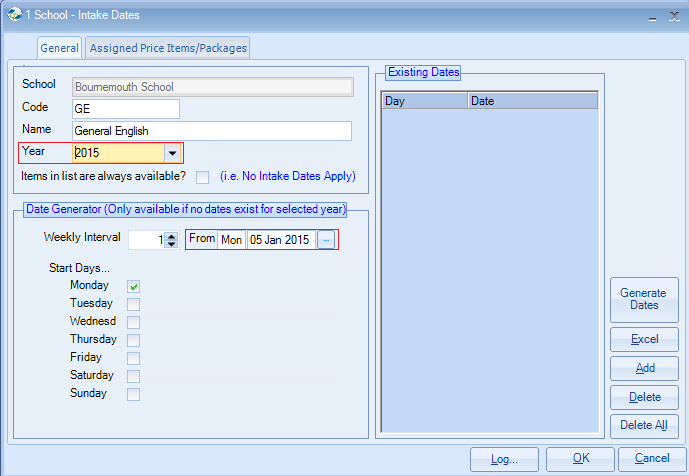 1 School - Intake Dates
General
Assigned Price Items/Packages
School Bournemouth School
Code GE
Name General English
Year 2015
Items in list are always available? (i.e. No Intake Dates Apply)
Date Generator (Only available if no dates exist for selected year)
Weekly Interval 1 From Mon 05 Jan 2015 ...
Start Days...
Monday
Tuesday
Wednesd
Thursday
Friday
Saturday
Sunday
Existing Dates
Day Date
Generate
Dates
Excel
Add
Delete
Delete All
Log... OK Cancel